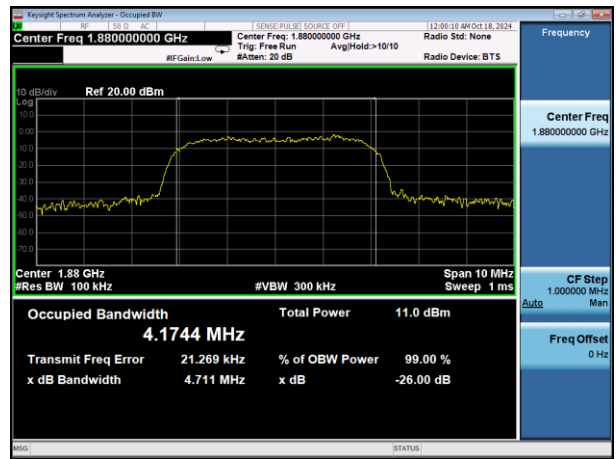 Keysight Spectrum Analyzer - Occupied BW
RF 50 Ω AC SENSE:PULSE SOURCE OFF 12:00:10 AM Oct 18, 2024
Center Freq 1.880000000 GHz
Center Freq: 1.880000000 GHz
Radio Std: None
Trig: Free Run Avg|Hold:>10/10
#IFGain:Low #Atten: 20 dB Radio Device: BTS
10 dB/div Ref 20.00 dBm
Log
10.0
0.00
-10.0
-20.0
-30.0
-40.0
-50.0
-60.0
-70.0
Center 1.88 GHz Span 10 MHz
#Res BW 100 kHz #VBW 300 kHz Sweep 1 ms
Occupied Bandwidth Total Power 11.0 dBm
4.1744 MHz
Transmit Freq Error 21.269 kHz % of OBW Power 99.00 %
x dB Bandwidth 4.711 MHz x dB -26.00 dB
MSG STATUS
Frequency
Center Freq
1.880000000 GHz
CF Step
1.000000 MHz
Auto Man
Freq Offset
0 Hz